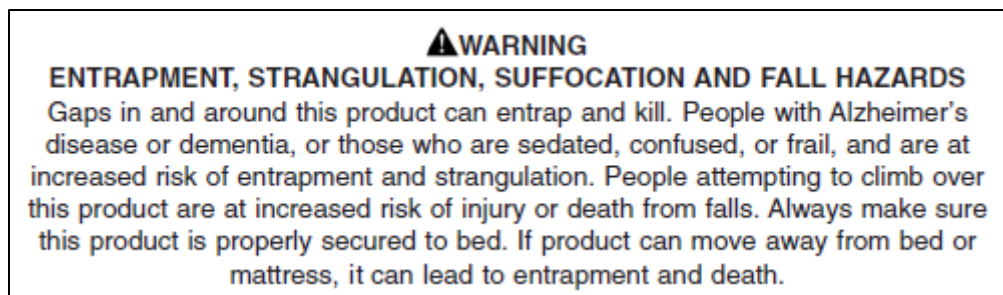 ⚠WARNING
ENTRAPMENT, STRANGULATION, SUFFOCATION AND FALL HAZARDS
Gaps in and around this product can entrap and kill. People with Alzheimer’s
disease or dementia, or those who are sedated, confused, or frail, and are at
increased risk of entrapment and strangulation. People attempting to climb over
this product are at increased risk of injury or death from falls. Always make sure
this product is properly secured to bed. If product can move away from bed or
mattress, it can lead to entrapment and death.